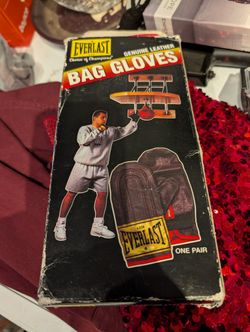 EVERLAST
Choice of Champions
GENUINE LEATHER
BAG GLOVES
EVERLAST
ONE PAIR